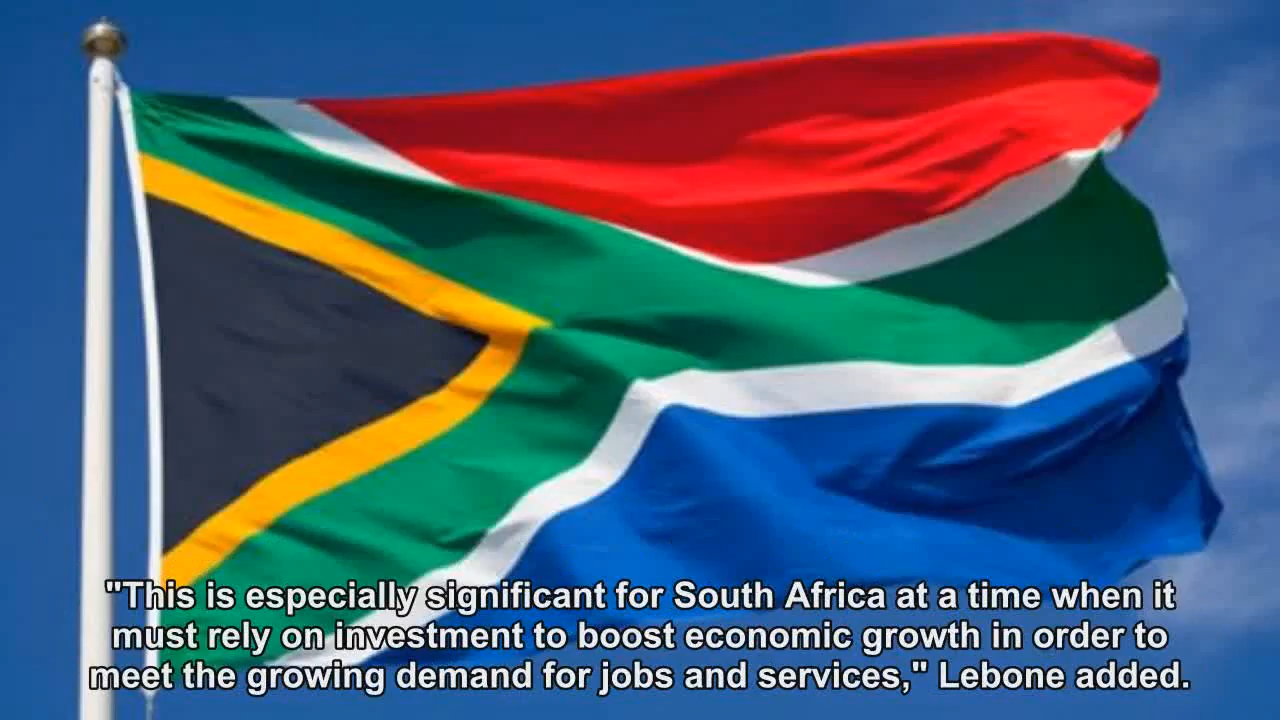 "This is especially significant for South Africa at a time when it
must rely on investment to boost economic growth in order to
meet the growing demand for jobs and services," Lebone added.